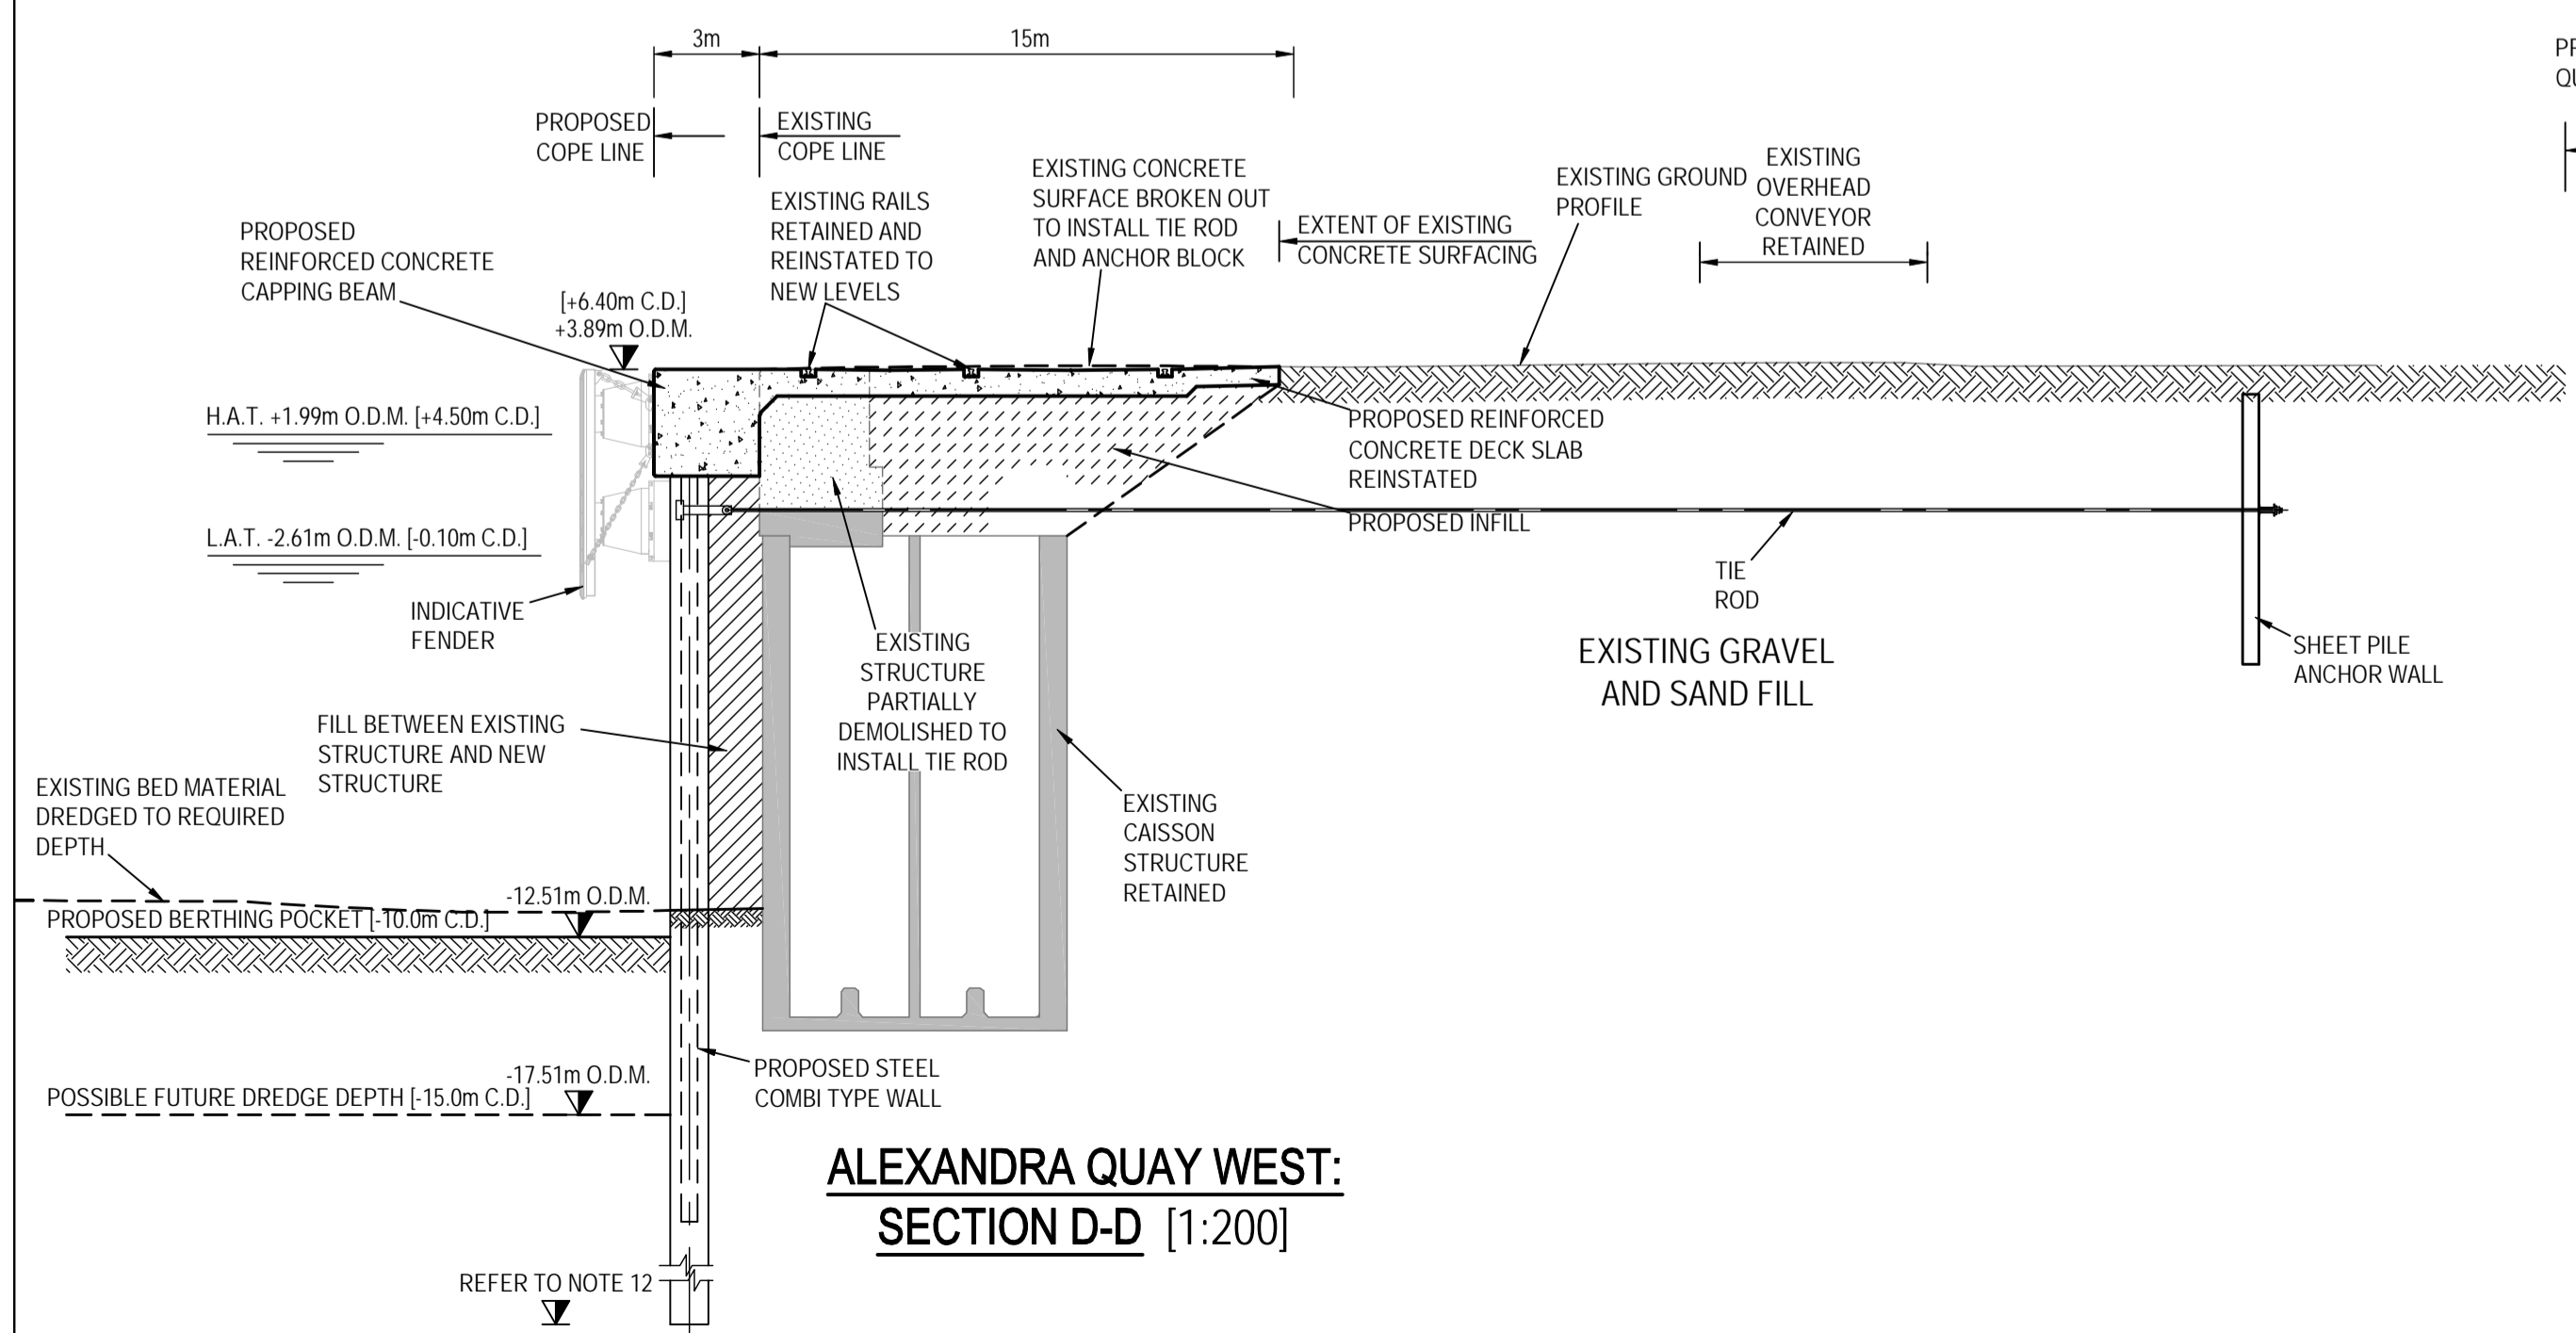 3m
15m
PROPOSED
COPE LINE
EXISTING
COPE LINE
EXISTING RAILS
RETAINED AND
REINSTATED TO
NEW LEVELS
EXISTING CONCRETE
SURFACE BROKEN OUT
TO INSTALL TIE ROD
AND ANCHOR BLOCK
EXTENT OF EXISTING
CONCRETE SURFACING
EXISTING GROUND
PROFILE
EXISTING
OVERHEAD
CONVEYOR
RETAINED
PROPOSED
REINFORCED CONCRETE
CAPPING BEAM
[+6.40m C.D.]
+3.89m O.D.M.
H.A.T. +1.99m O.D.M. [+4.50m C.D.]
L.A.T. -2.61m O.D.M. [-0.10m C.D.]
INDICATIVE
FENDER
PROPOSED REINFORCED
CONCRETE DECK SLAB
REINSTATED
PROPOSED INFILL
TIE
ROD
EXISTING GRAVEL
AND SAND FILL
SHEET PILE
ANCHOR WALL
EXISTING
STRUCTURE
PARTIALLY
DEMOLISHED TO
INSTALL TIE ROD
FILL BETWEEN EXISTING
STRUCTURE AND NEW
STRUCTURE
EXISTING BED MATERIAL
DREDGED TO REQUIRED
DEPTH
EXISTING
CAISSON
STRUCTURE
RETAINED
-12.51m O.D.M.
PROPOSED BERTHING POCKET [-10.0m C.D.]
-17.51m O.D.M.
POSSIBLE FUTURE DREDGE DEPTH [-15.0m C.D.]
PROPOSED STEEL
COMBI TYPE WALL
ALEXANDRA QUAY WEST:
SECTION D-D [1:200]
REFER TO NOTE 12